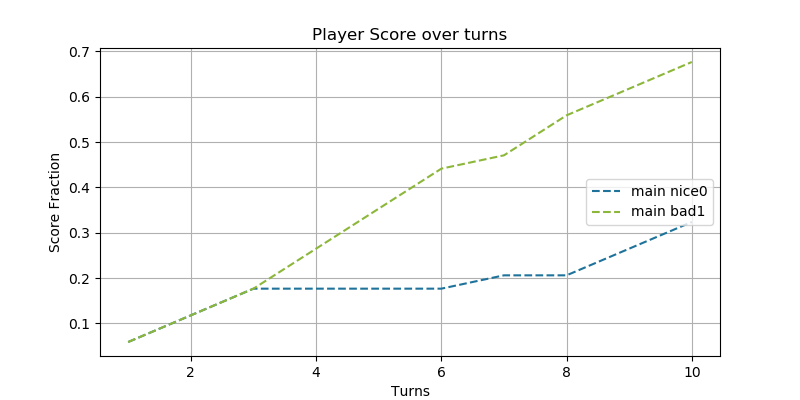 Player Score over turns
0.7
0.6
0.5
0.4
0.3
0.2
0.1
Score Fraction
main nice0
main bad1
2 4 6 8 10
Turns